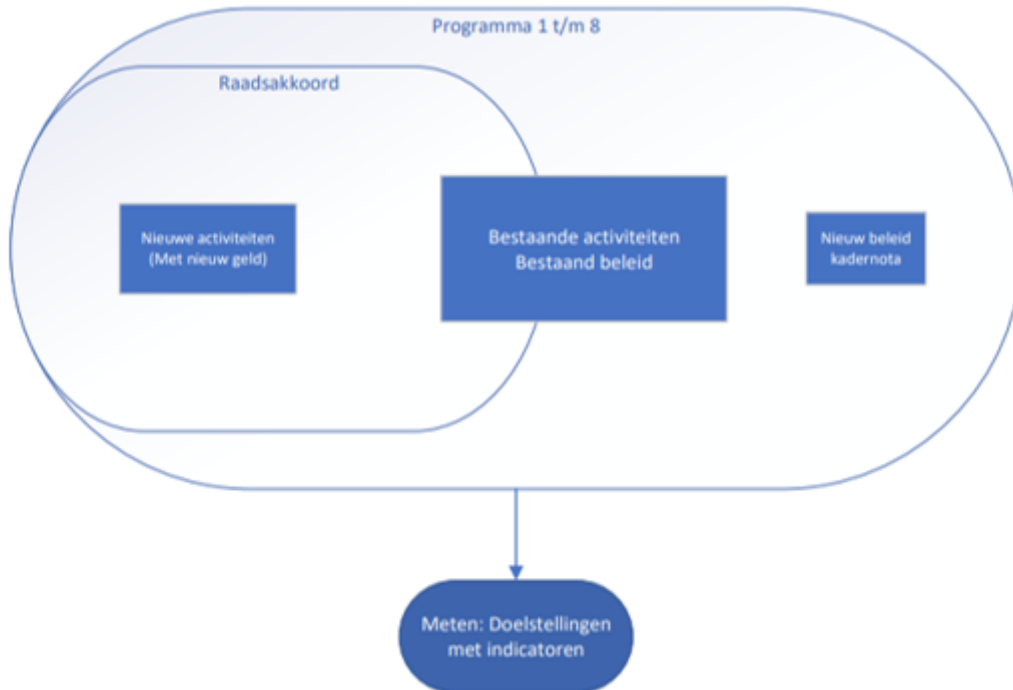 Programma 1 t/m 8
Raadsakkoord
Nieuwe activiteiten
(Met nieuw geld)
Bestaande activiteiten
Bestaand beleid
Nieuw beleid
kadernota
Meten: Doelstellingen
met indicatoren